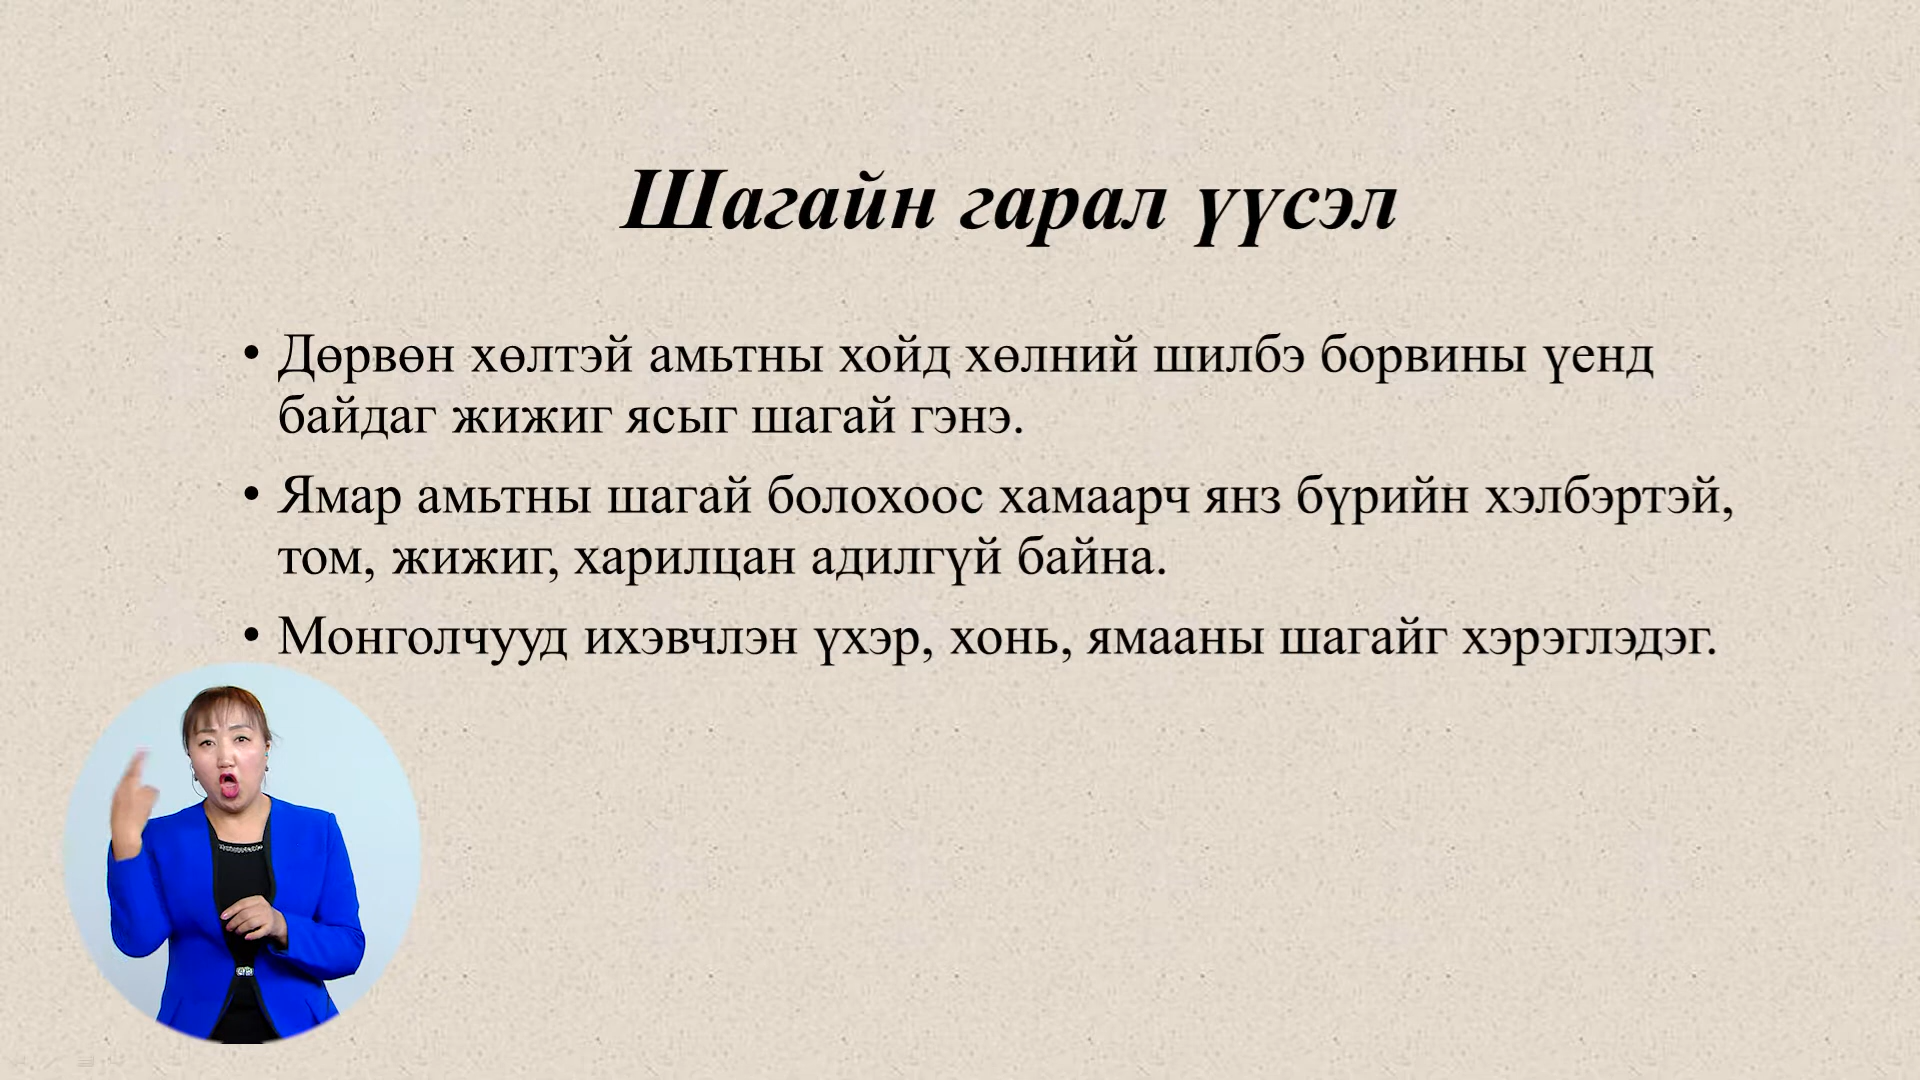 Шагайн гарал үүсэл
• Дөрвөн хөлтэй амьтны хойд хөлний шилбэ борвины үенд
байдаг жижиг ясыг шагай гэнэ.
• Ямар амьтны шагай болохоос хамаарч янз бүрийн хэлбэртэй,
том, жижиг, харилцан адилгүй байна.
• Монголчууд ихэвчлэн үхэр, хонь, ямааны шагайг хэрэглэдэг.